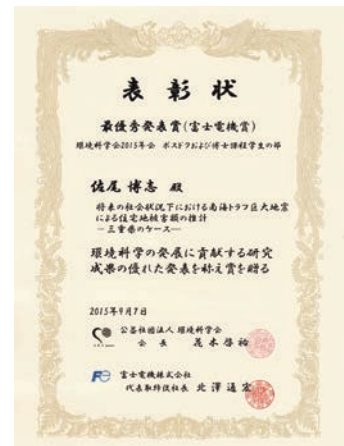 表彰状
最優秀発表賞(富士電機賞)
環境科学会2015年会 ポスドクおよび博士課程学生の部
佐尾 博志 殿
将来の社会状況下における南海トラフ巨大地震
による住宅地被害額の推計
－三重県のケース－
環境科学の発展に貢献する研究
成果の優れた発表を称え賞を贈る
2015年9月7日
公益社団法人 環境科学会
会長 茂木 啓祐
Fe 富士電機株式会社
代表取締役社長 北澤 通宏